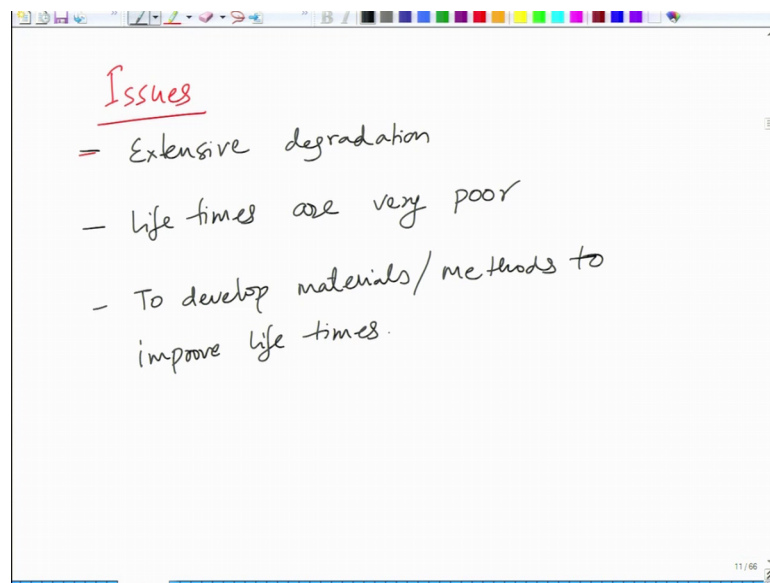 Issues
- Extensive degradation
- Life times are very poor
- To develop materials/methods to
improve life times.
11 / 66